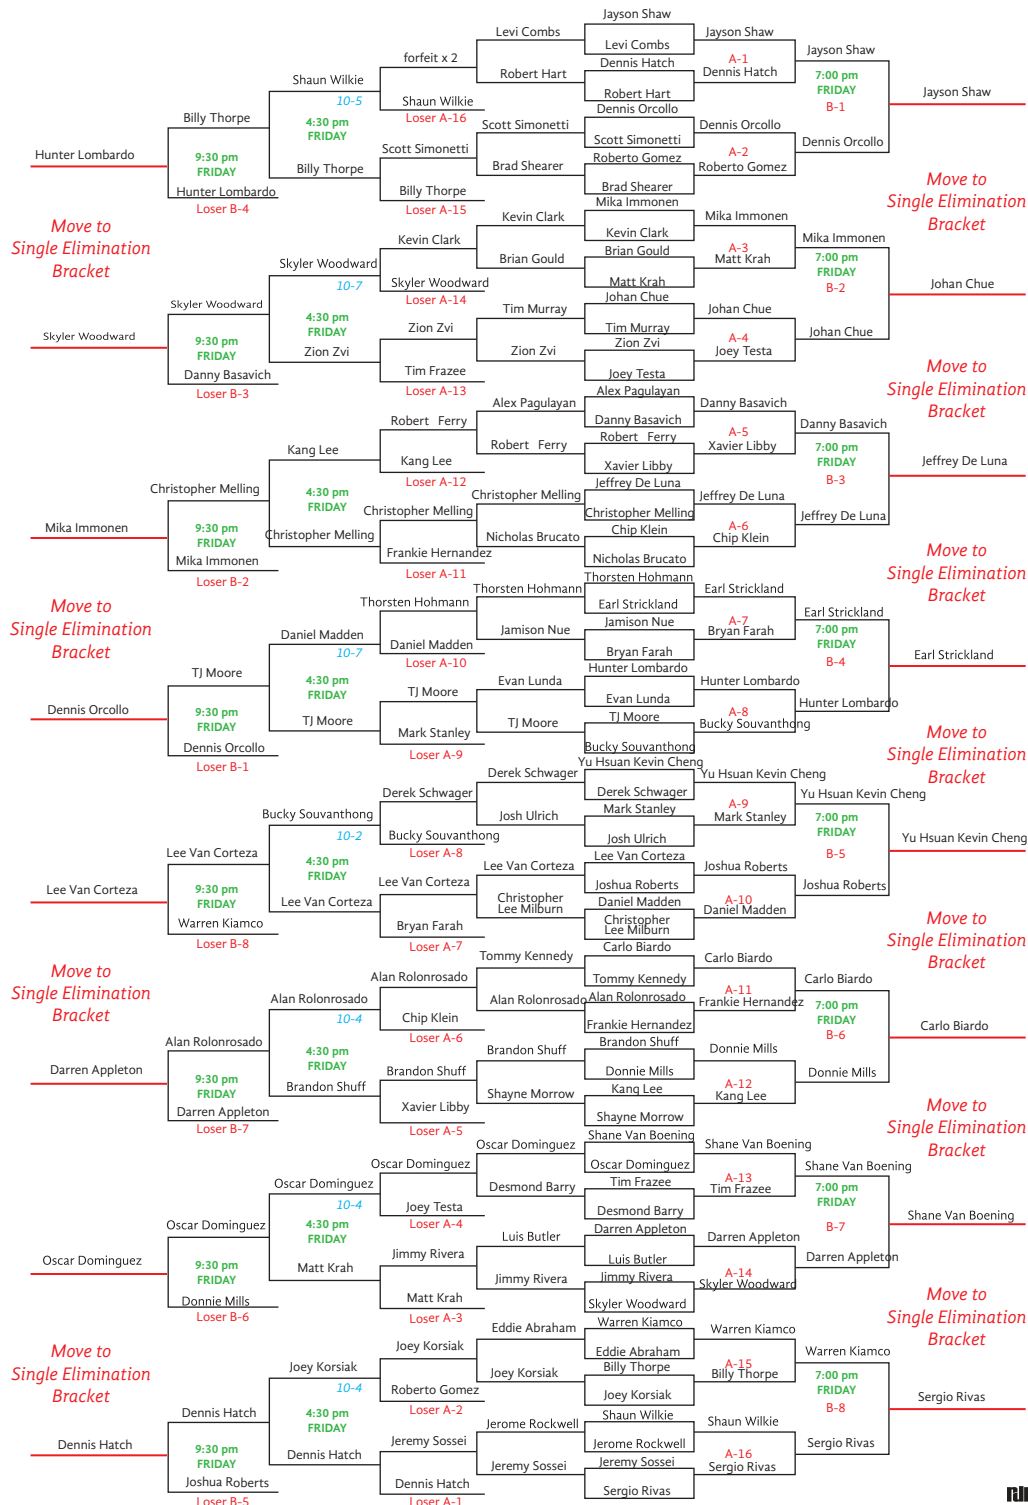 Jayson Shaw
Levi Combs
Levi Combs
Jayson Shaw
A-1
Dennis Hatch
Dennis Hatch
Robert Hart
Robert Hart
forfeit x 2
Shaun Wilkie
Shaun Wilkie
Loser A-16
10-5
4:30 pm
FRIDAY
Jayson Shaw
7:00 pm
FRIDAY
B-1
Jayson Shaw
Dennis Orcollo
Scott Simonetti
Scott Simonetti
Dennis Orcollo
A-2
Roberto Gomez
Roberto Gomez
Brad Shearer
Brad Shearer
Dennis Orcollo
Scott Simonetti
Billy Thorpe
Billy Thorpe
Loser A-15
Billy Thorpe
9:30 pm
FRIDAY
Hunter Lombardo
Hunter Lombardo
Loser B-4
Move to
Single Elimination
Bracket
Move to
Single Elimination
Bracket
Mika Immonen
Kevin Clark
Kevin Clark
Mika Immonen
A-3
Matt Krah
Brian Gould
Brian Gould
Matt Krah
Kevin Clark
Skyler Woodward
Skyler Woodward
Loser A-14
10-7
4:30 pm
FRIDAY
Mika Immonen
7:00 pm
FRIDAY
B-2
Johan Chue
Johan Chue
Tim Murray
Tim Murray
Johan Chue
A-4
Joey Testa
Zion Zvi
Zion Zvi
Joey Testa
Johan Chue
Zion Zvi
Zion Zvi
Tim Frazee
Loser A-13
Skyler Woodward
Skyler Woodward
9:30 pm
FRIDAY
Danny Basavich
Loser B-3
Move to
Single Elimination
Bracket
Alex Pagulayan
Alex Pagulayan
Danny Basavich
Danny Basavich
A-5
Xavier Libby
Robert Ferry
Robert Ferry
Xavier Libby
Robert Ferry
Kang Lee
Kang Lee
Loser A-12
4:30 pm
FRIDAY
Danny Basavich
7:00 pm
FRIDAY
B-3
Jeffrey De Luna
Jeffrey De Luna
Christopher Melling
Christopher Melling
Jeffrey De Luna
A-6
Chip Klein
Chip Klein
Nicholas Brucato
Nicholas Brucato
Jeffrey De Luna
Christopher Melling
Christopher Melling
Frankie Hernandez
Loser A-11
Christopher Melling
Mika Immonen
9:30 pm
FRIDAY
Mika Immonen
Loser B-2
Move to
Single Elimination
Bracket
Move to
Single Elimination
Bracket
Thorsten Hohmann
Thorsten Hohmann
Earl Strickland
Earl Strickland
A-7
Bryan Farah
Jamison Nue
Jamison Nue
Bryan Farah
Thorsten Hohmann
Daniel Madden
Daniel Madden
Loser A-10
10-7
4:30 pm
FRIDAY
Earl Strickland
7:00 pm
FRIDAY
B-4
Earl Strickland
Hunter Lombardo
Evan Lunda
Evan Lunda
Hunter Lombardo
A-8
Bucky Souvanthong
TJ Moore
TJ Moore
Bucky Souvanthong
Hunter Lombardo
TJ Moore
TJ Moore
Mark Stanley
Loser A-9
TJ Moore
Dennis Orcollo
9:30 pm
FRIDAY
Dennis Orcollo
Loser B-1
Move to
Single Elimination
Bracket
Yu Hsuan Kevin Cheng
Derek Schwager
Derek Schwager
Yu Hsuan Kevin Cheng
A-9
Mark Stanley
Mark Stanley
Josh Ulrich
Josh Ulrich
Derek Schwager
Bucky Souvanthong
Bucky Souvanthong
Loser A-8
10-2
4:30 pm
FRIDAY
Yu Hsuan Kevin Cheng
7:00 pm
FRIDAY
B-5
Yu Hsuan Kevin Cheng
Lee Van Corteza
Lee Van Corteza
Joshua Roberts
Joshua Roberts
A-10
Daniel Madden
Daniel Madden
Christopher
Lee Milburn
Christopher
Lee Milburn
Joshua Roberts
Lee Van Corteza
Lee Van Corteza
Bryan Farah
Loser A-7
Lee Van Corteza
Lee Van Corteza
9:30 pm
FRIDAY
Warren Kiamco
Loser B-8
Move to
Single Elimination
Bracket
Move to
Single Elimination
Bracket
Carlo Biardo
Tommy Kennedy
Tommy Kennedy
Carlo Biardo
A-11
Frankie Hernandez
Alan Rolonrosado
Alan Rolonrosado
Frankie Hernandez
Alan Rolonrosado
Alan Rolonrosado
Chip Klein
Loser A-6
10-4
4:30 pm
FRIDAY
Carlo Biardo
7:00 pm
FRIDAY
B-6
Carlo Biardo
Brandon Shuff
Brandon Shuff
Donnie Mills
Donnie Mills
A-12
Kang Lee
Kang Lee
Shayne Morrow
Shayne Morrow
Donnie Mills
Brandon Shuff
Brandon Shuff
Xavier Libby
Loser A-5
Alan Rolonrosado
Darren Appleton
9:30 pm
FRIDAY
Darren Appleton
Loser B-7
Move to
Single Elimination
Bracket
Shane Van Boening
Oscar Dominguez
Oscar Dominguez
Shane Van Boening
A-13
Tim Frazee
Tim Frazee
Desmond Barry
Desmond Barry
Oscar Dominguez
Oscar Dominguez
Joey Testa
Loser A-4
10-4
4:30 pm
FRIDAY
Shane Van Boening
7:00 pm
FRIDAY
B-7
Shane Van Boening
Darren Appleton
Luis Butler
Luis Butler
Darren Appleton
A-14
Skyler Woodward
Jimmy Rivera
Jimmy Rivera
Skyler Woodward
Darren Appleton
Jimmy Rivera
Matt Krah
Matt Krah
Loser A-3
Oscar Dominguez
Oscar Dominguez
9:30 pm
FRIDAY
Donnie Mills
Loser B-6
Move to
Single Elimination
Bracket
Move to
Single Elimination
Bracket
Warren Kiamco
Eddie Abraham
Eddie Abraham
Warren Kiamco
A-15
Billy Thorpe
Billy Thorpe
Joey Korsiak
Joey Korsiak
Joey Korsiak
Joey Korsiak
Roberto Gomez
Loser A-2
10-4
4:30 pm
FRIDAY
Warren Kiamco
7:00 pm
FRIDAY
B-8
Sergio Rivas
Shaun Wilkie
Jerome Rockwell
Jerome Rockwell
Shaun Wilkie
A-16
Sergio Rivas
Jeremy Sossei
Jeremy Sossei
Sergio Rivas
Sergio Rivas
Jeremy Sossei
Dennis Hatch
Dennis Hatch
Loser A-1
Dennis Hatch
Dennis Hatch
9:30 pm
FRIDAY
Joshua Roberts
Loser B-5